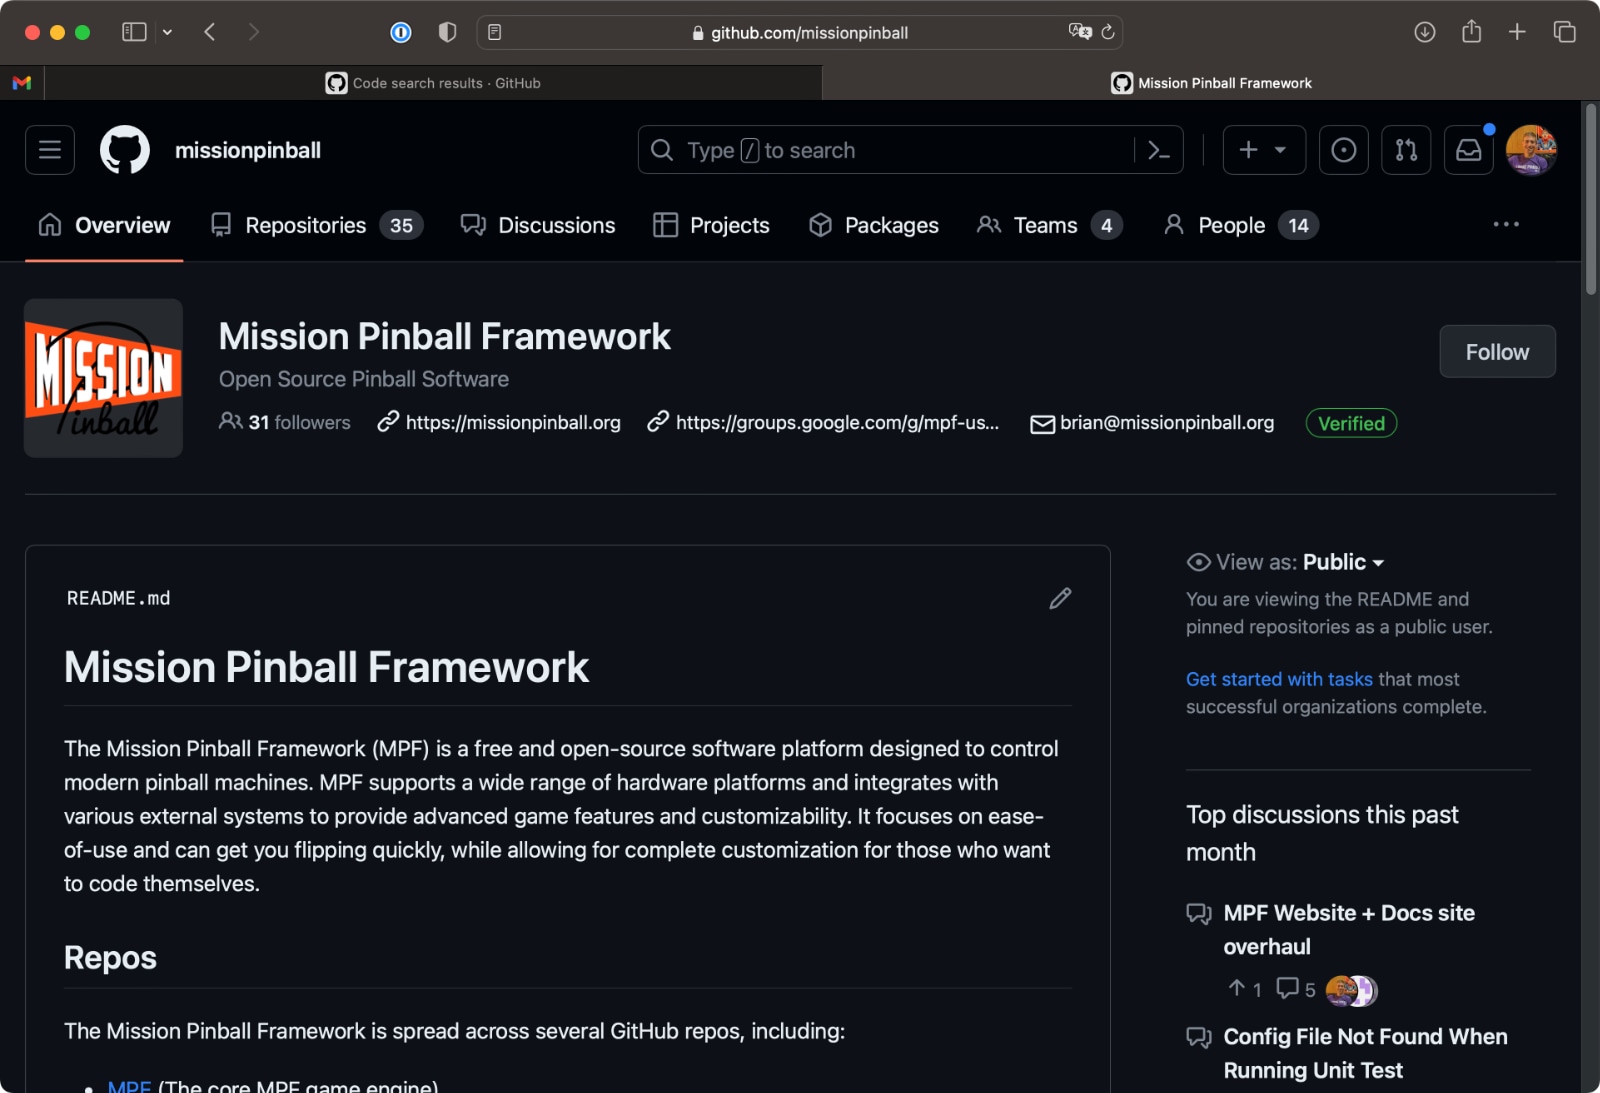 github.com/missionpinball
Code search results · GitHub
Mission Pinball Framework
missionpinball
Type / to search
Overview
Repositories 35
Discussions
Projects
Packages
Teams 4
People 14
MISSION
Pinball
Mission Pinball Framework
Open Source Pinball Software
31 followers
https://missionpinball.org
https://groups.google.com/g/mpf-us...
brian@missionpinball.org
Verified
Follow
README.md
Mission Pinball Framework
The Mission Pinball Framework (MPF) is a free and open-source software platform designed to control
modern pinball machines. MPF supports a wide range of hardware platforms and integrates with
various external systems to provide advanced game features and customizability. It focuses on ease-
of-use and can get you flipping quickly, while allowing for complete customization for those who want
to code themselves.
Repos
The Mission Pinball Framework is spread across several GitHub repos, including:
• MPF (The core MPF game engine)
View as: Public
You are viewing the README and
pinned repositories as a public user.
Get started with tasks that most
successful organizations complete.
Top discussions this past
month
MPF Website + Docs site
overhaul
1 5
Config File Not Found When
Running Unit Test